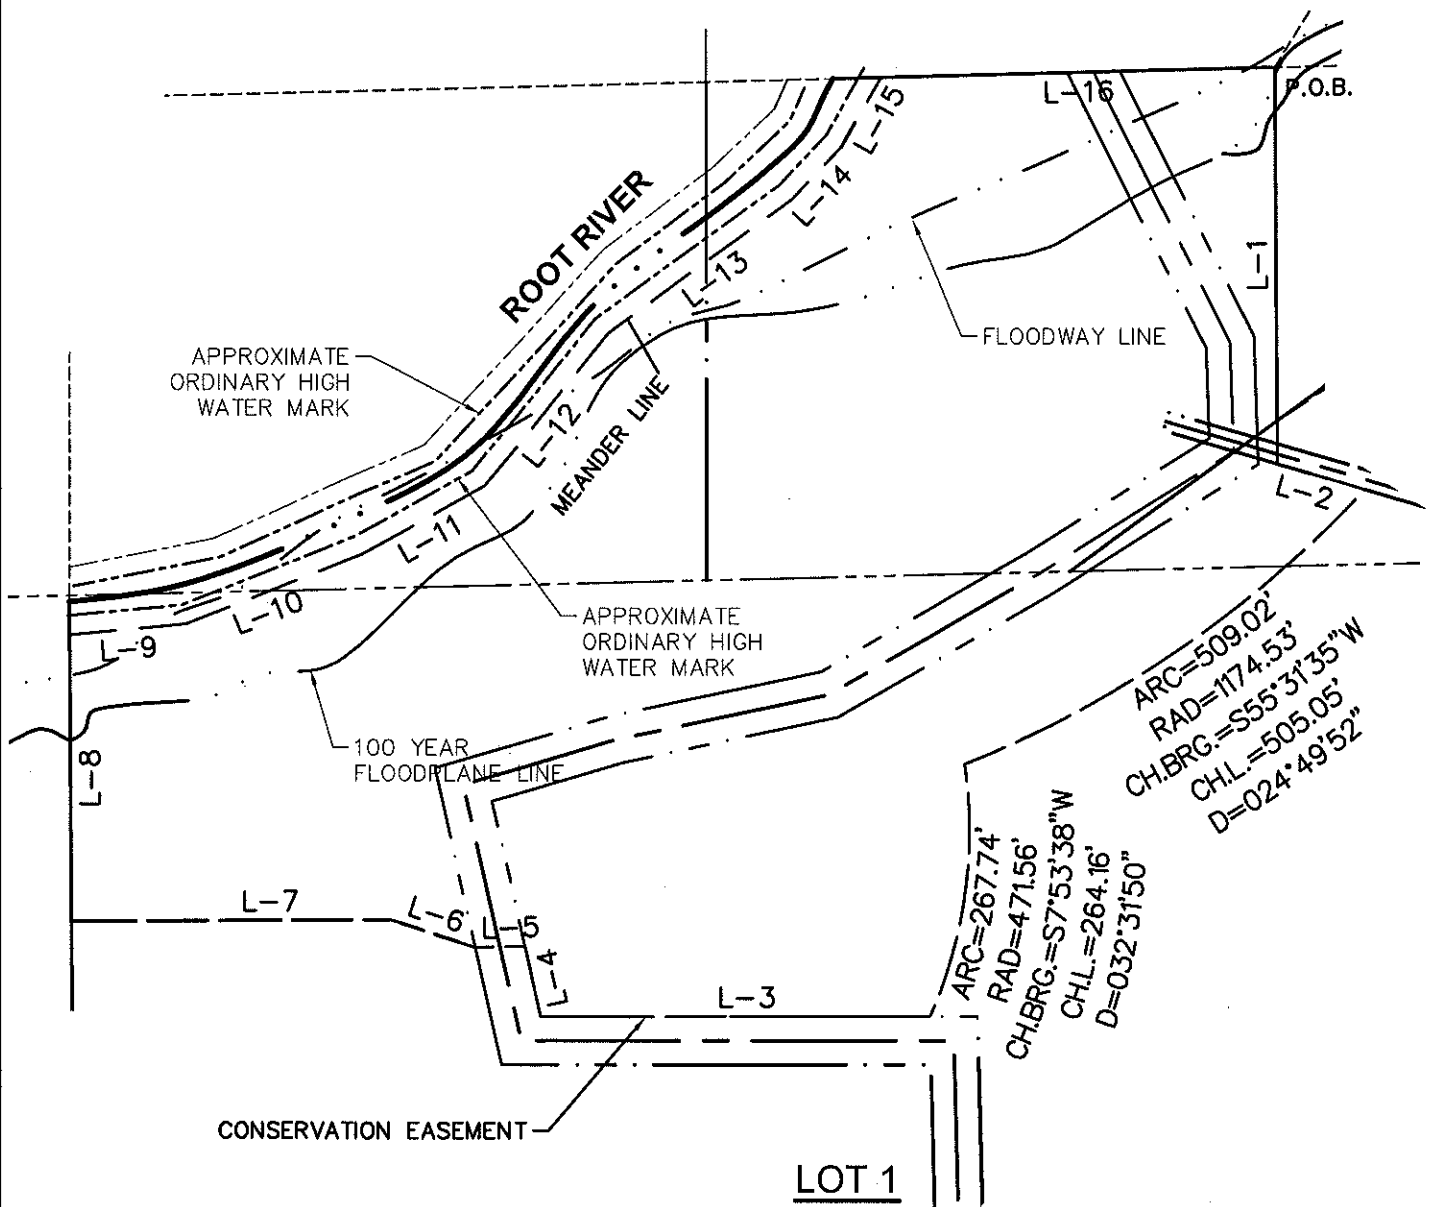 L-16
P.O.B.
L-15
L-14
ROOT RIVER
L-13
L-1
FLOODWAY LINE
APPROXIMATE
ORDINARY HIGH
WATER MARK
L-12
MEANDER LINE
L-2
L-11
L-10
L-9
APPROXIMATE
ORDINARY HIGH
WATER MARK
ARC=509.02'
RAD=1174.53'
CH.BRG.=S55°31'35"W
CH.L.=505.05'
D=024°49'52"
100 YEAR
FLOODPLANE LINE
L-8
L-7
L-6
L-5
L-4
L-3
ARC=267.74'
RAD=471.56'
CH.BRG.=S7°53'38"W
CH.L.=264.16'
D=032°31'50"
CONSERVATION EASEMENT
LOT 1